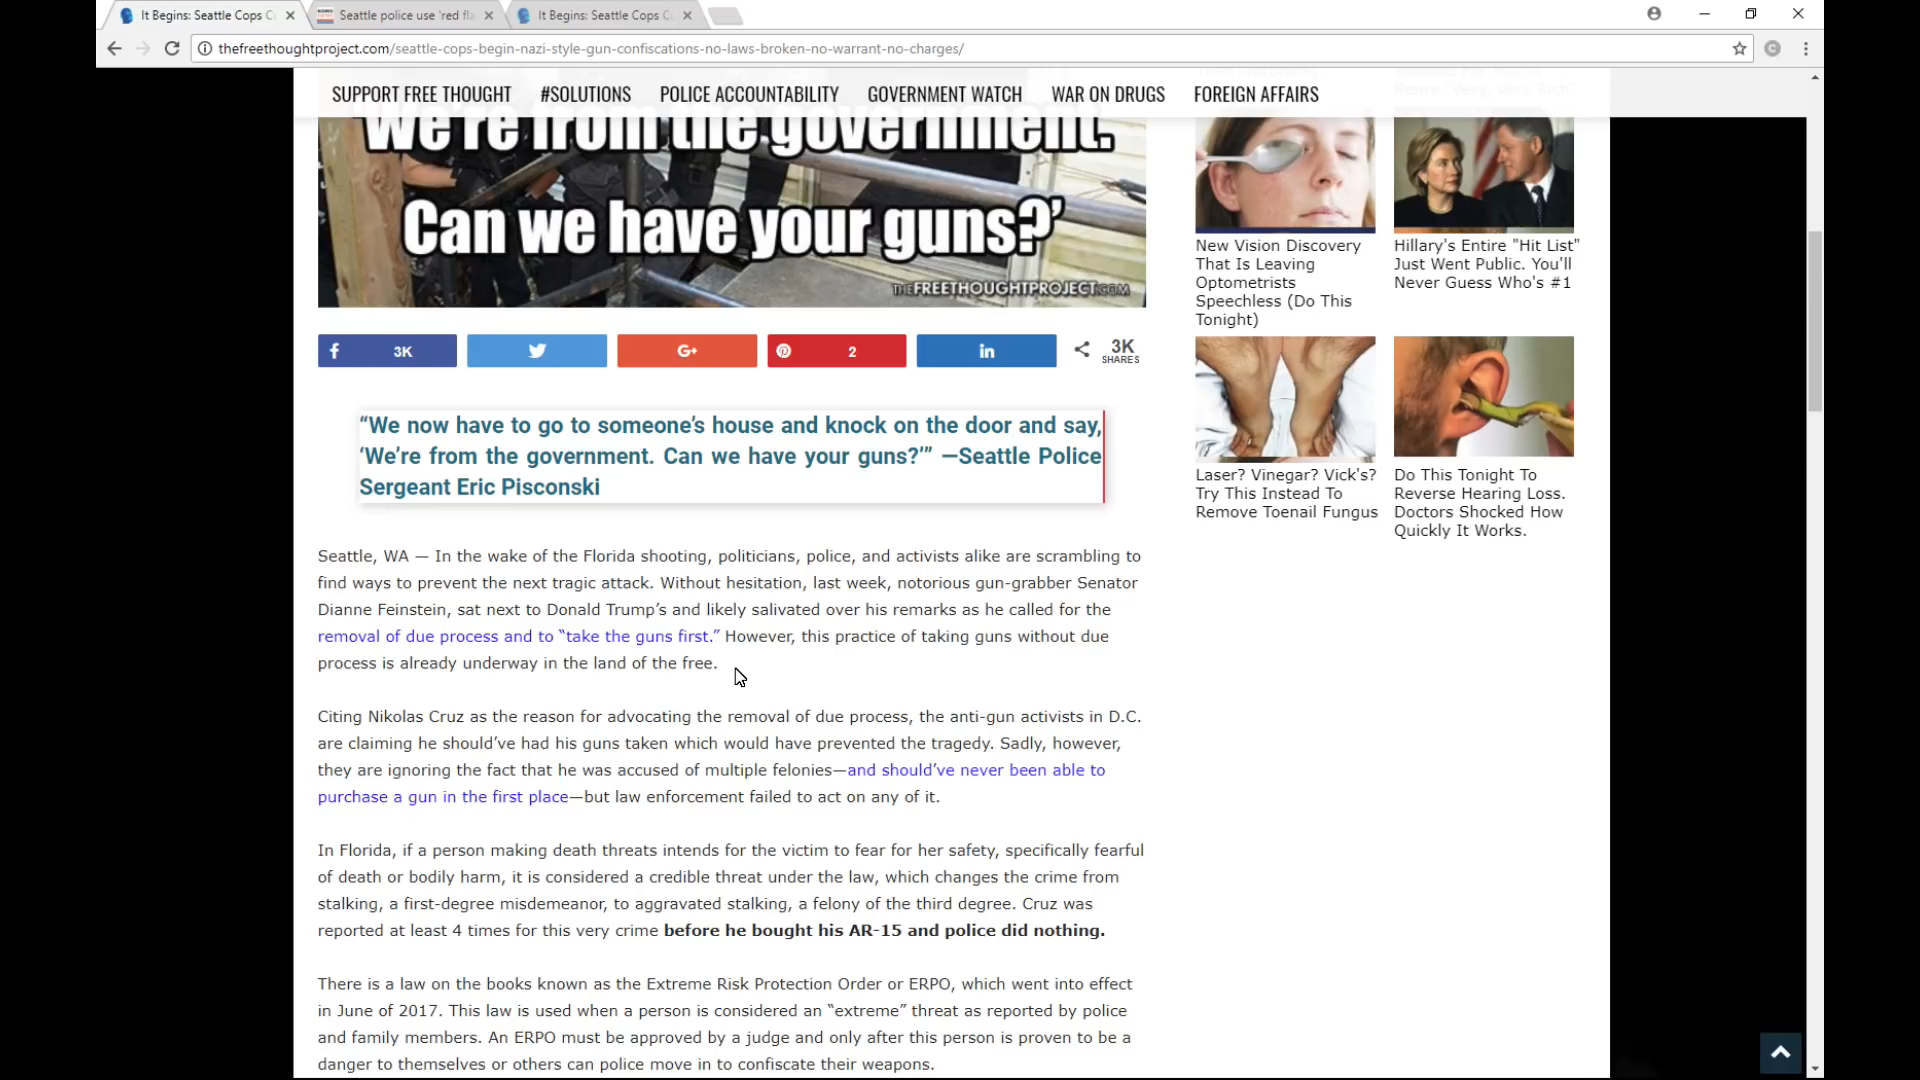 It Begins: Seattle Cops C
Seattle police use 'red fla
It Begins: Seattle Cops C
thefreethoughtproject.com/seattle-cops-begin-nazi-style-gun-confiscations-no-laws-broken-no-warrant-no-charges/
SUPPORT FREE THOUGHT #SOLUTIONS POLICE ACCOUNTABILITY GOVERNMENT WATCH WAR ON DRUGS FOREIGN AFFAIRS
'We're from the government.
Can we have your guns?'
THEFREETHOUGHTPROJECT.COM
3K
G+
2
in
3K
SHARES
“We now have to go to someone’s house and knock on the door and say,
‘We’re from the government. Can we have your guns?’” —Seattle Police
Sergeant Eric Pisconski
Seattle, WA — In the wake of the Florida shooting, politicians, police, and activists alike are scrambling to
find ways to prevent the next tragic attack. Without hesitation, last week, notorious gun-grabber Senator
Dianne Feinstein, sat next to Donald Trump’s and likely salivated over his remarks as he called for the
removal of due process and to “take the guns first.” However, this practice of taking guns without due
process is already underway in the land of the free.
Citing Nikolas Cruz as the reason for advocating the removal of due process, the anti-gun activists in D.C.
are claiming he should’ve had his guns taken which would have prevented the tragedy. Sadly, however,
they are ignoring the fact that he was accused of multiple felonies—and should’ve never been able to
purchase a gun in the first place—but law enforcement failed to act on any of it.
In Florida, if a person making death threats intends for the victim to fear for her safety, specifically fearful
of death or bodily harm, it is considered a credible threat under the law, which changes the crime from
stalking, a first-degree misdemeanor, to aggravated stalking, a felony of the third degree. Cruz was
reported at least 4 times for this very crime before he bought his AR-15 and police did nothing.
There is a law on the books known as the Extreme Risk Protection Order or ERPO, which went into effect
in June of 2017. This law is used when a person is considered an “extreme” threat as reported by police
and family members. An ERPO must be approved by a judge and only after this person is proven to be a
danger to themselves or others can police move in to confiscate their weapons.
Retire "Very, Very Rich"
New Vision Discovery
That Is Leaving
Optometrists
Speechless (Do This
Tonight)
Hillary's Entire "Hit List"
Just Went Public. You'll
Never Guess Who's #1
Laser? Vinegar? Vick's?
Try This Instead To
Remove Toenail Fungus
Do This Tonight To
Reverse Hearing Loss.
Doctors Shocked How
Quickly It Works.